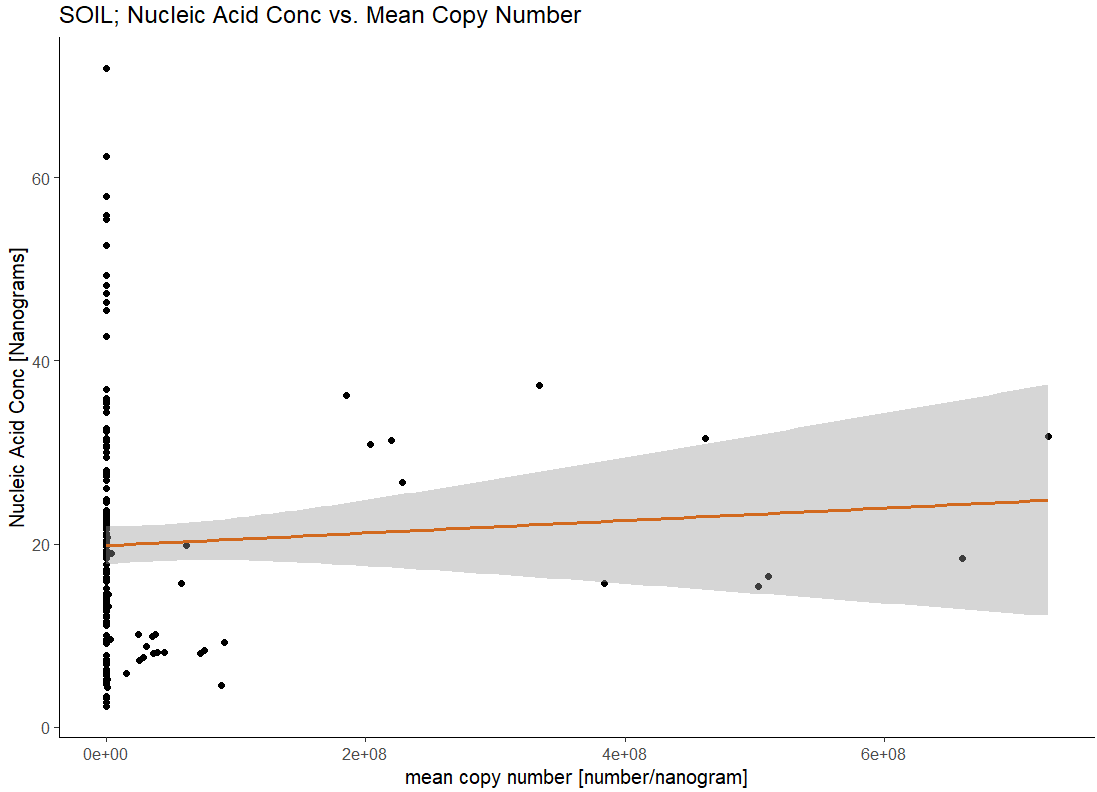 SOIL; Nucleic Acid Conc vs. Mean Copy Number
Nucleic Acid Conc [Nanograms]
60
40
20
0
0e+00 2e+08 4e+08 6e+08
mean copy number [number/nanogram]